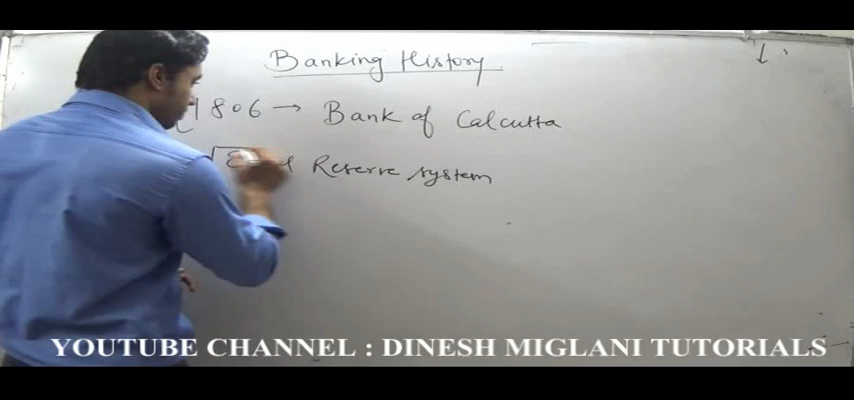 Banking History
1806 → Bank of Calcutta
Reserve system
YOUTUBE CHANNEL : DINESH MIGLANI TUTORIALS